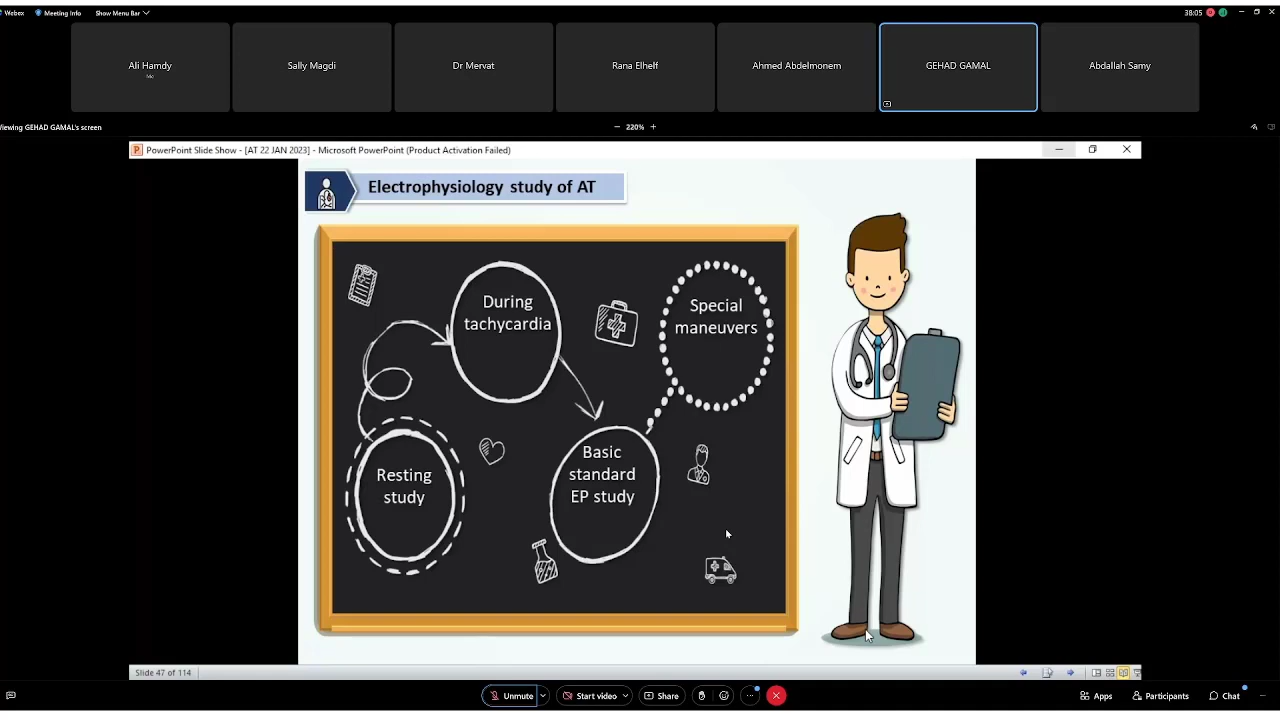 Webex
Meeting Info
Show Menu Bar
38:05
Ali Hamdy
Sally Magdi
Dr Mervat
Rana Elhelf
Ahmed Abdelmonem
GEHAD GAMAL
Abdallah Samy
Viewing GEHAD GAMAL's screen
220%
PowerPoint Slide Show - [AT 22 JAN 2023] - Microsoft PowerPoint (Product Activation Failed)
Electrophysiology study of AT
During
tachycardia
Special
maneuvers
Resting
study
Basic
standard
EP study
Slide 47 of 114
Unmute
Start video
Share
Apps
Participants
Chat